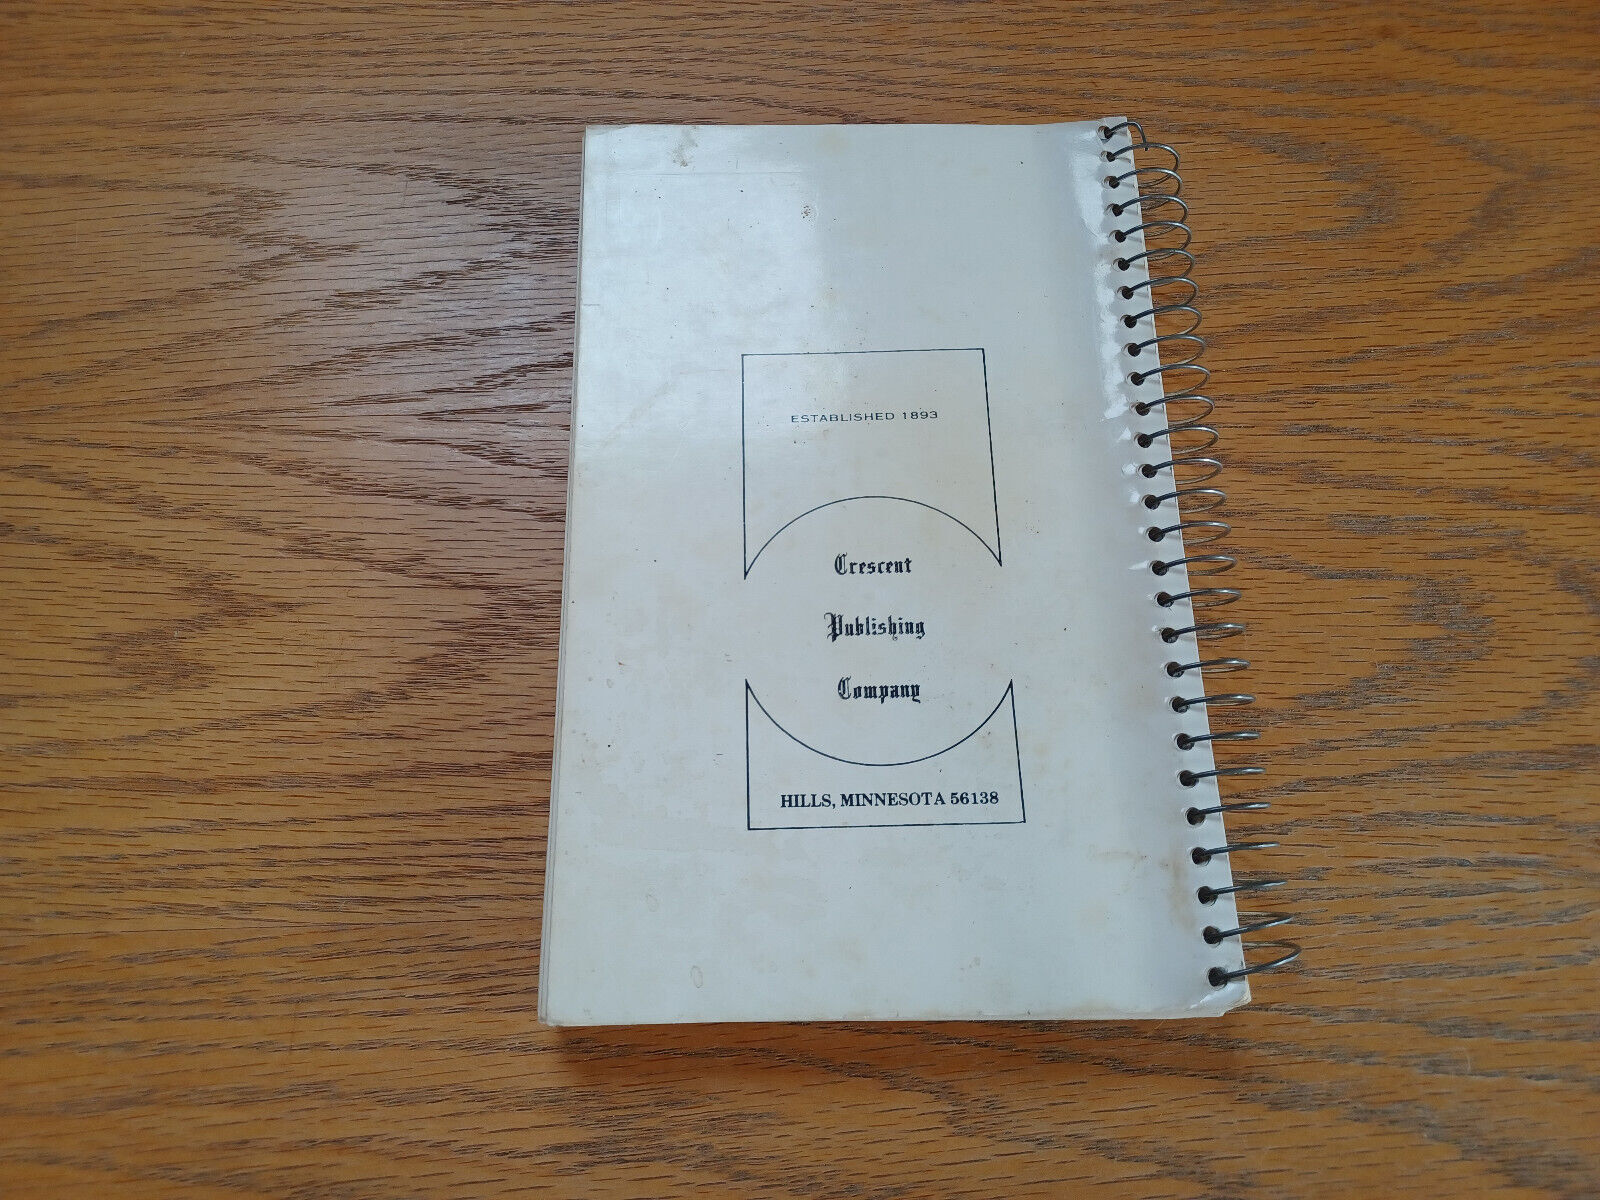 ESTABLISHED 1893
Crescent
Publishing
Company
HILLS, MINNESOTA 56138